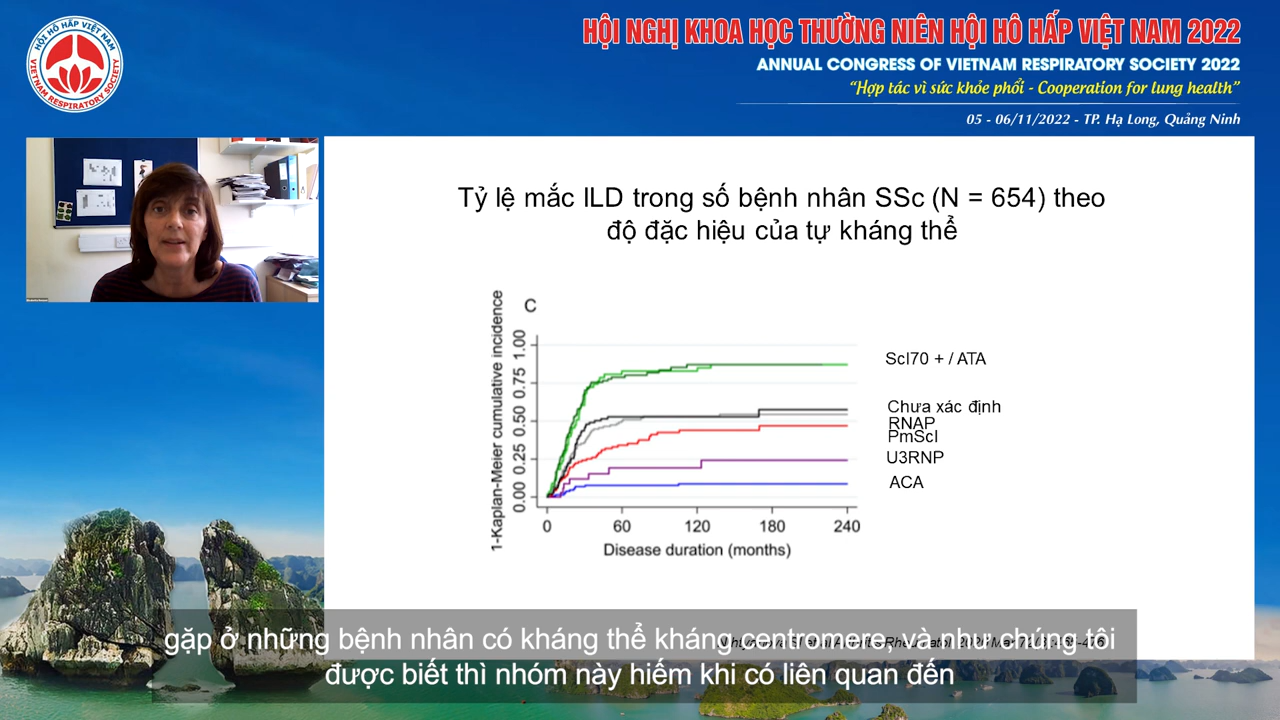 HỘI HÔ HẤP VIỆT NAM
VIETNAM RESPIRATORY SOCIETY
HỘI NGHỊ KHOA HỌC THƯỜNG NIÊN HỘI HÔ HẤP VIỆT NAM 2022
ANNUAL CONGRESS OF VIETNAM RESPIRATORY SOCIETY 2022
“Hợp tác vì sức khỏe phổi - Cooperation for lung health”
05 - 06/11/2022 - TP. Hạ Long, Quảng Ninh
Tỷ lệ mắc ILD trong số bệnh nhân SSc (N = 654) theo
độ đặc hiệu của tự kháng thể
C
1-Kaplan-Meier cumulative incidence
1.00
0.75
0.50
0.25
0.00
0 60 120 180 240
Disease duration (months)
Scl70 + / ATA
Chưa xác định
RNAP
PmScl
U3RNP
ACA
gặp ở những bệnh nhân có kháng thể kháng centromere, và như chúng tôi
được biết thì nhóm này hiếm khi có liên quan đến